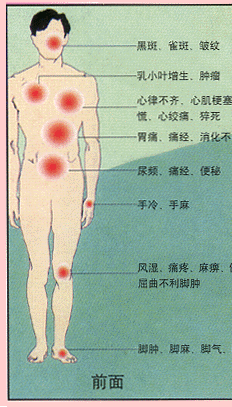 黑斑、雀斑、皱纹
乳小叶增生、肿瘤
心律不齐、心肌梗塞
慌、心绞痛、猝死
胃痛、痛经、消化不
尿频、痛经、便秘
手冷、手麻
风湿、痛疼、麻痹、
屈曲不利脚肿
脚肿、脚麻、脚气、
前面